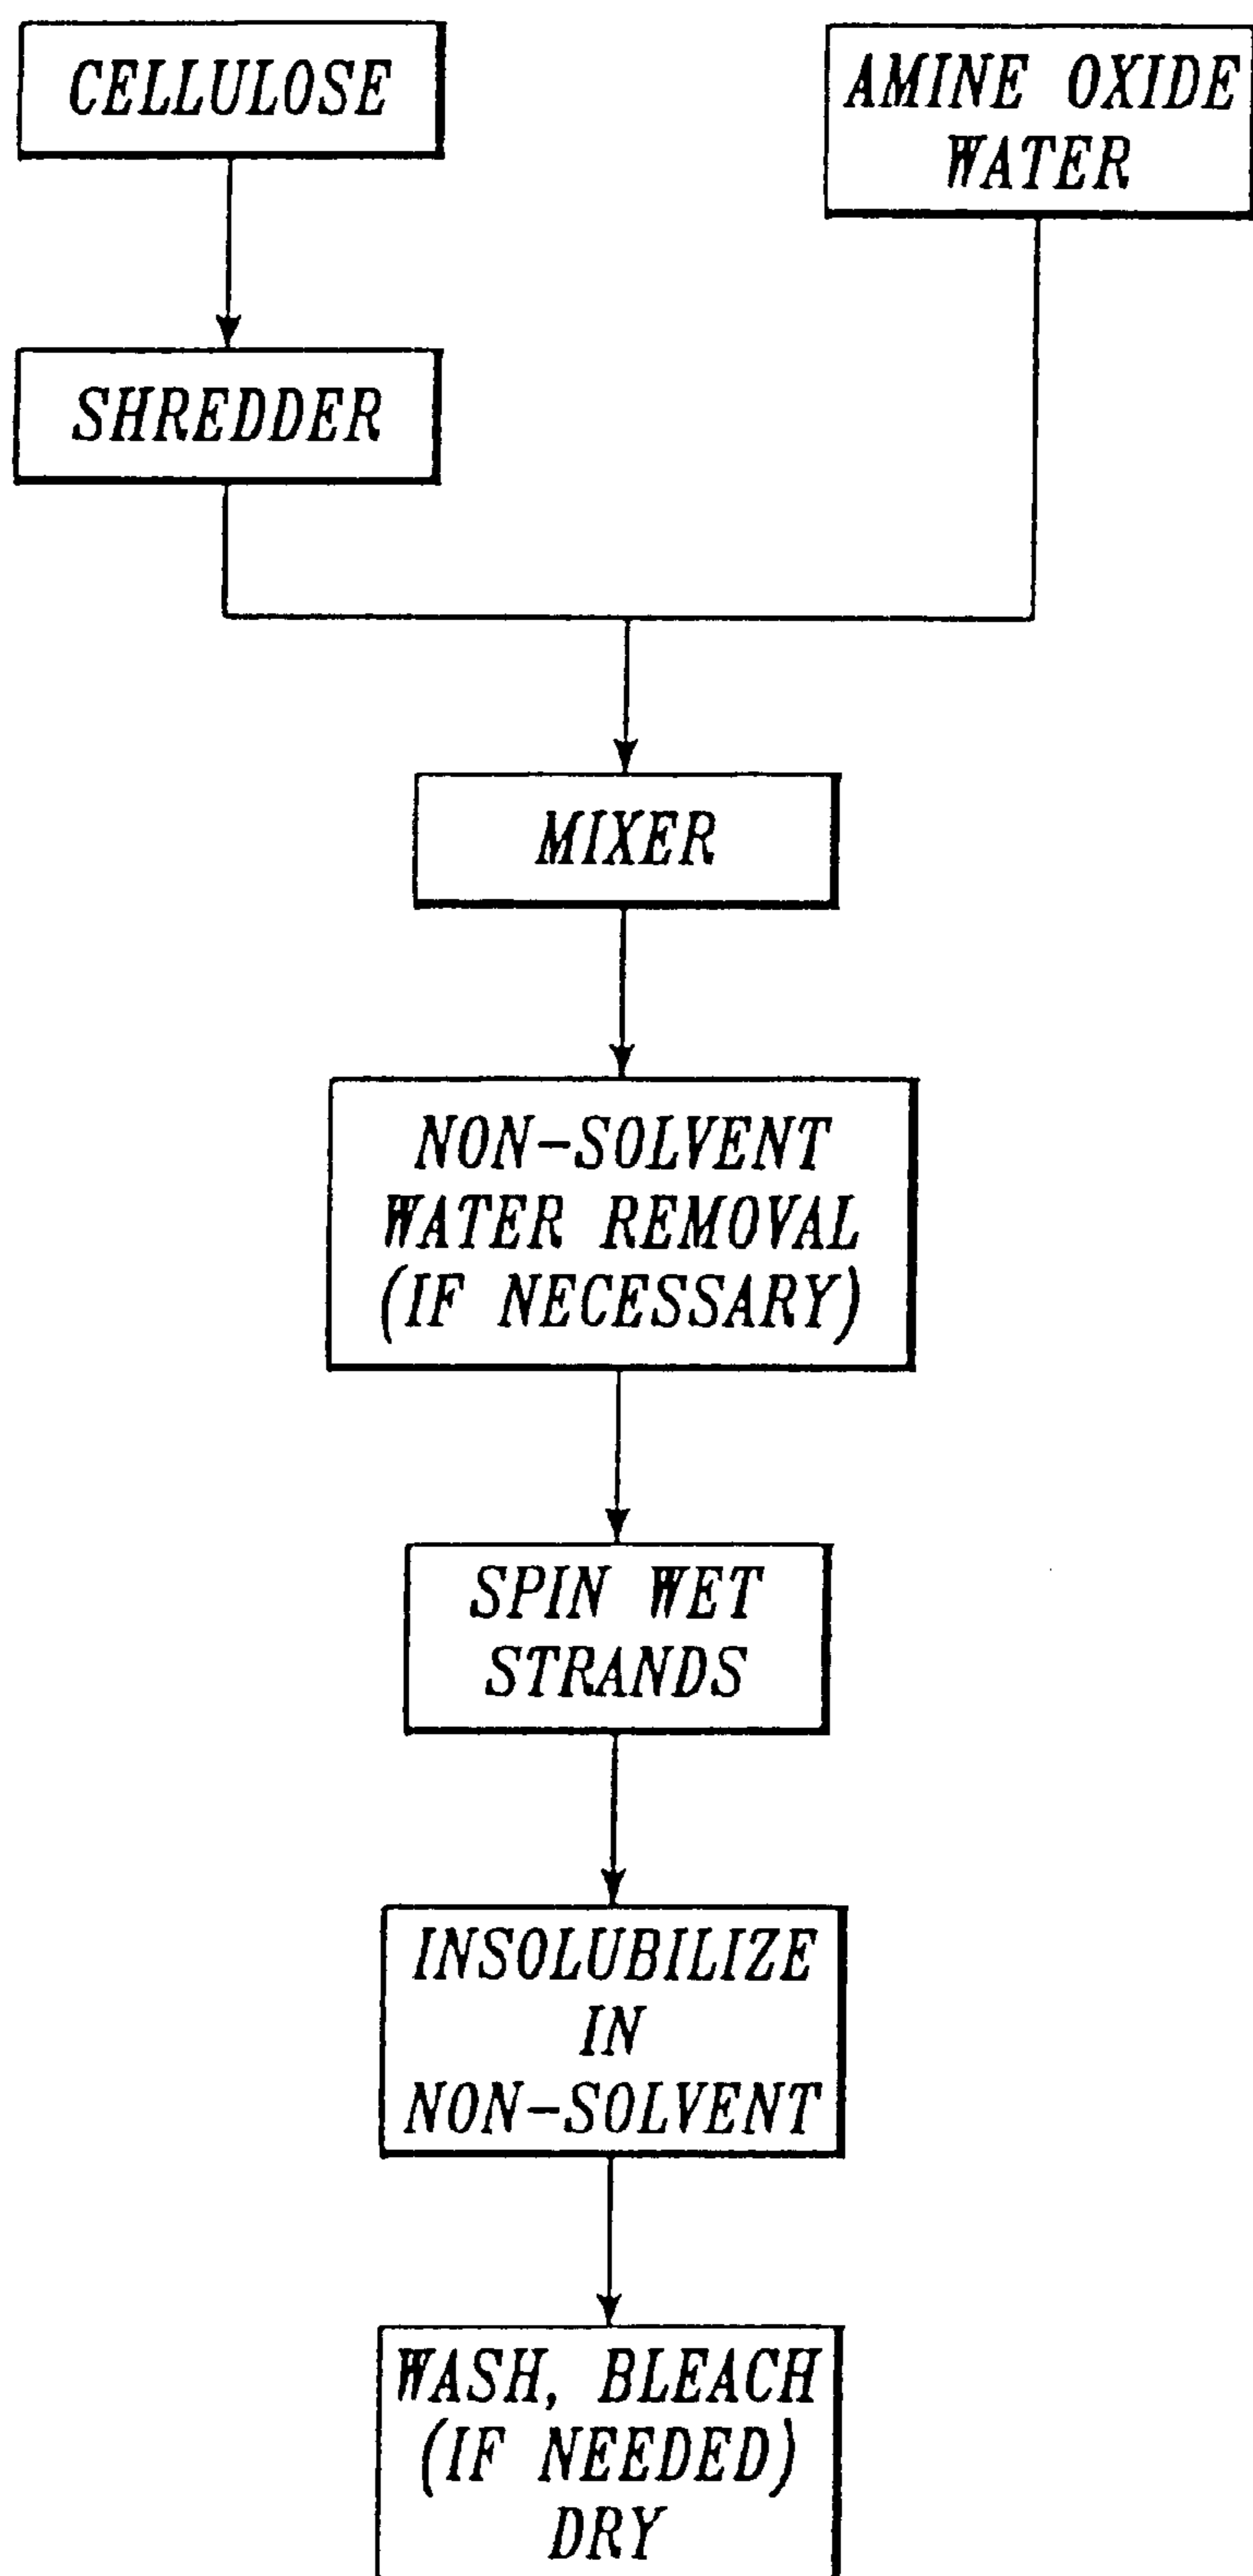 CELLULOSE
AMINE OXIDE
WATER
SHREDDER
MIXER
NON-SOLVENT
WATER REMOVAL
(IF NECESSARY)
SPIN WET
STRANDS
INSOLUBILIZE
IN
NON-SOLVENT
WASH, BLEACH
(IF NEEDED)
DRY